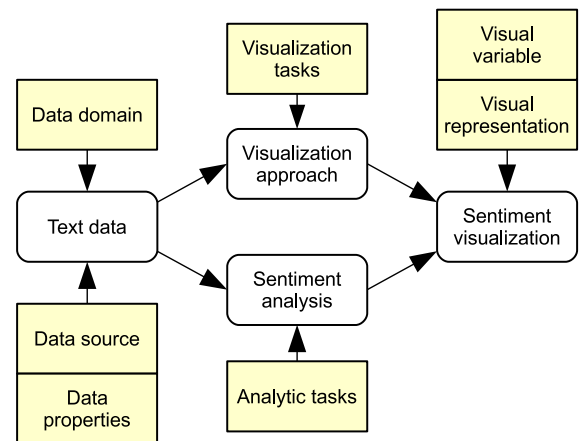 Visualization
tasks
Visual
variable
Visual
representation
Data domain
Visualization
approach
Text data
Sentiment
visualization
Sentiment
analysis
Data source
Data
properties
Analytic tasks